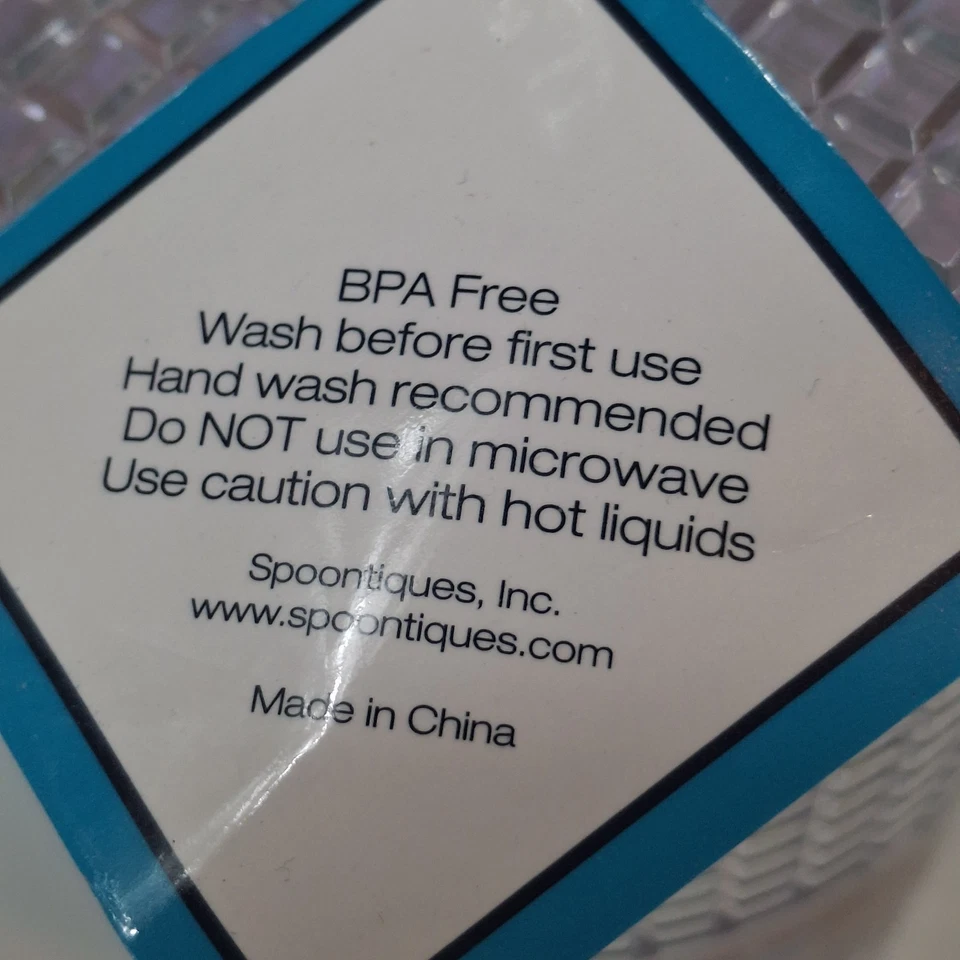 BPA Free
Wash before first use
Hand wash recommended
Do NOT use in microwave
Use caution with hot liquids
Spoontiques, Inc.
www.spoontiques.com
Made in China